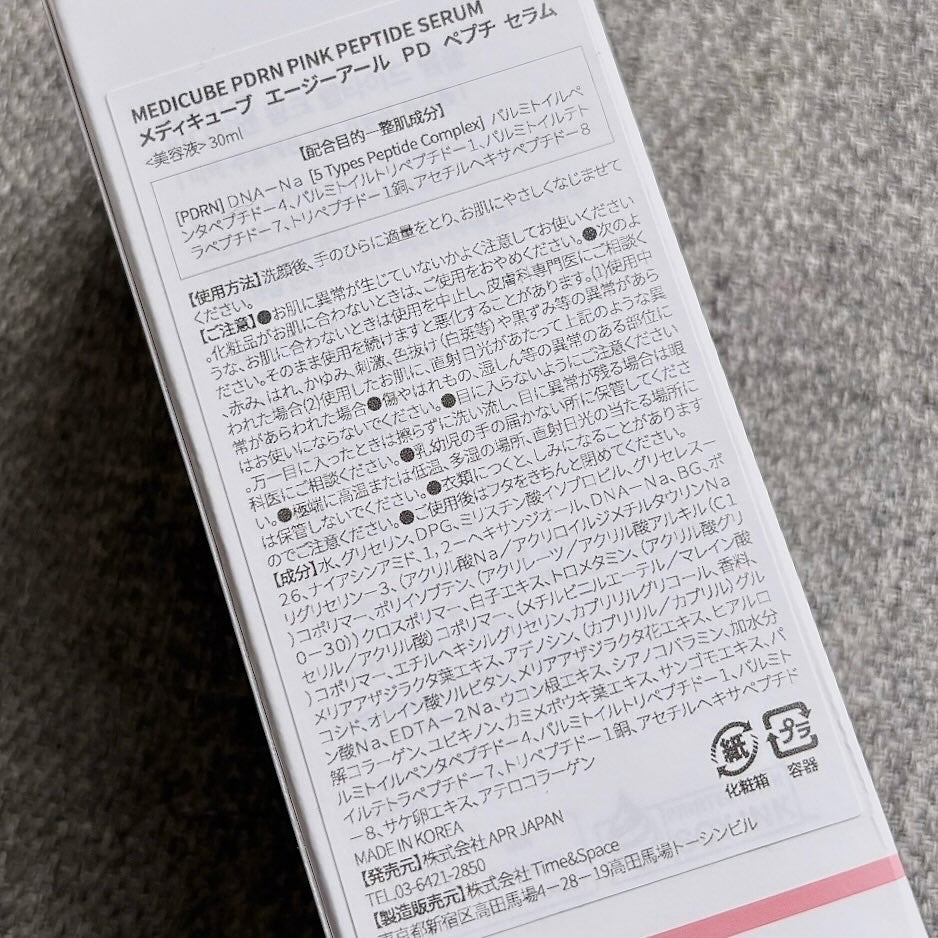 MEDICUBE PDRN PINK PEPTIDE SERUM
メディキューブ エージーアール PD ペプチ セラム
<美容液> 30ml
【配合目的－整肌成分】
[PDRN] DNA－Na [5 Types Peptide Complex] パルミトイルペ
ンタペプチド－4、パルミトイルトリペプチド－1、パルミトイルテト
ラペプチド－7、トリペプチド－1銅、アセチルヘキサペプチド－8
【使用方法】洗顔後、手のひらに適量をとり、お肌にやさしくなじませて
ください。
【ご注意】●お肌に異常が生じていないかよく注意してお使いください
。化粧品がお肌に合わないときは、ご使用をおやめください。●次のよ
うな、お肌に合わないときは使用を中止し、皮膚科専門医にご相談く
ださい。そのまま使用を続けますと悪化することがあります。(1)使用中
、赤み、はれ、かゆみ、刺激、色抜け(白斑等)や黒ずみ等の異常があら
われた場合(2)使用したお肌に、直射日光があたって上記のような異
常があらわれた場合●傷やはれもの、湿しん等の異常のある部位に
はお使いにならないでください。●目に入らないようにご注意ください
。万一目に入ったときは擦らずに洗い流し、目に異常が残る場合は眼
科医にご相談ください。●乳幼児の手の届かない所に保管してくださ
い。●極端に高温または低温、多湿の場所、直射日光の当たる場所に
は保管しないでください。●衣類につくと、しみになることがあります
のでご注意ください。●ご使用後はフタをきちんと閉めてください。
【成分】水、グリセリン、DPG、ミリスチン酸イソプロピル、グリセレス－
26、ナイアシンアミド、1,2－ヘキサンジオール、DNA－Na、BG、ポ
リグリセリン－3、(アクリル酸Na／アクリロイルジメチルタウリンNa
)コポリマー、ポリイソブテン、(アクリレーツ／アクリル酸アルキル(C1
0－30))クロスポリマー、白子エキス、トロメタミン、(アクリル酸グリ
セリル／アクリル酸)コポリマー、(メチルビニルエーテル／マレイン酸
)コポリマー、エチルヘキシルグリセリン、カプリリルグリコール、香料、
メリアアザジラクタ葉エキス、アデノシン、(カプリリル／カプリル)グル
コシド、オレイン酸ソルビタン、メリアアザジラクタ花エキス、ヒアルロ
ン酸Na、EDTA－2Na、ウコン根エキス、シアノコバラミン、加水分
解コラーゲン、ユビキノン、カミメボウキ葉エキス、サンゴモエキス、パ
ルミトイルペンタペプチド－4、パルミトイルトリペプチド－1、パルミト
イルテトラペプチド－7、トリペプチド－1銅、アセチルヘキサペプチド
－8、サケ卵エキス、アテロコラーゲン
MADE IN KOREA
【発売元】株式会社 APR JAPAN
TEL.03-6421-2850
【製造販売元】株式会社 Time&Space
東京都新宿区高田馬場4－28－19高田馬場トーシンビル
紙
化粧箱
プラ
容器